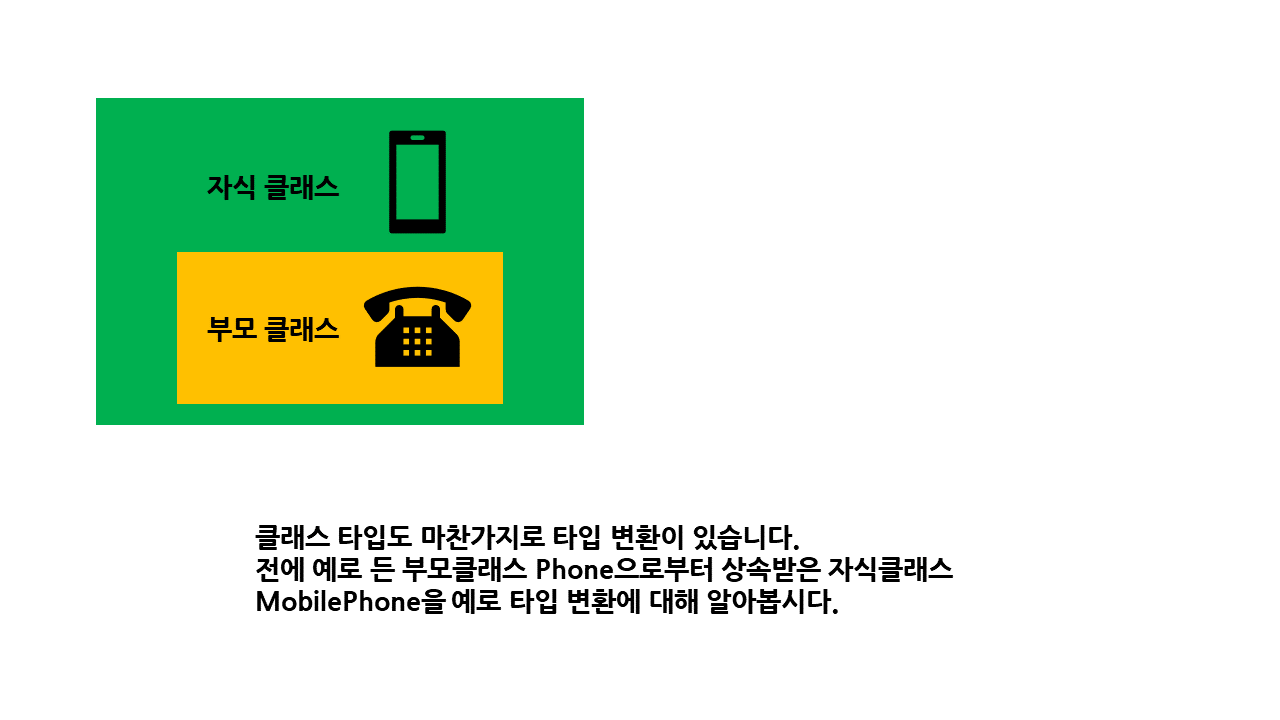 자식 클래스
부모 클래스
클래스 타입도 마찬가지로 타입 변환이 있습니다.
전에 예로 든 부모클래스 Phone으로부터 상속받은 자식클래스
MobilePhone을 예로 타입 변환에 대해 알아봅시다.